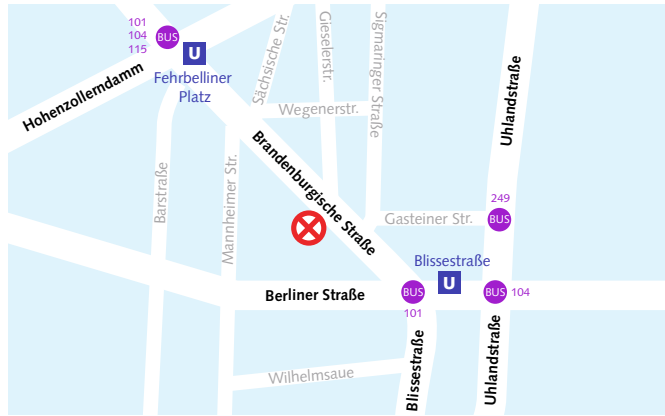 101
104
115
BUS
U
Fehrbelliner
Platz
Hohenzollerndamm
Sächsische Str.
Gieselerstr.
Sigmaringer Straße
Wegenerstr.
Uhlandstraße
Brandenburgische Straße
Barstraße
Mannheimer Str.
249
BUS
Gasteiner Str.
Blissestraße
U
BUS
101
BUS
104
Berliner Straße
Blissestraße
Uhlandstraße
Wilhelmsaue